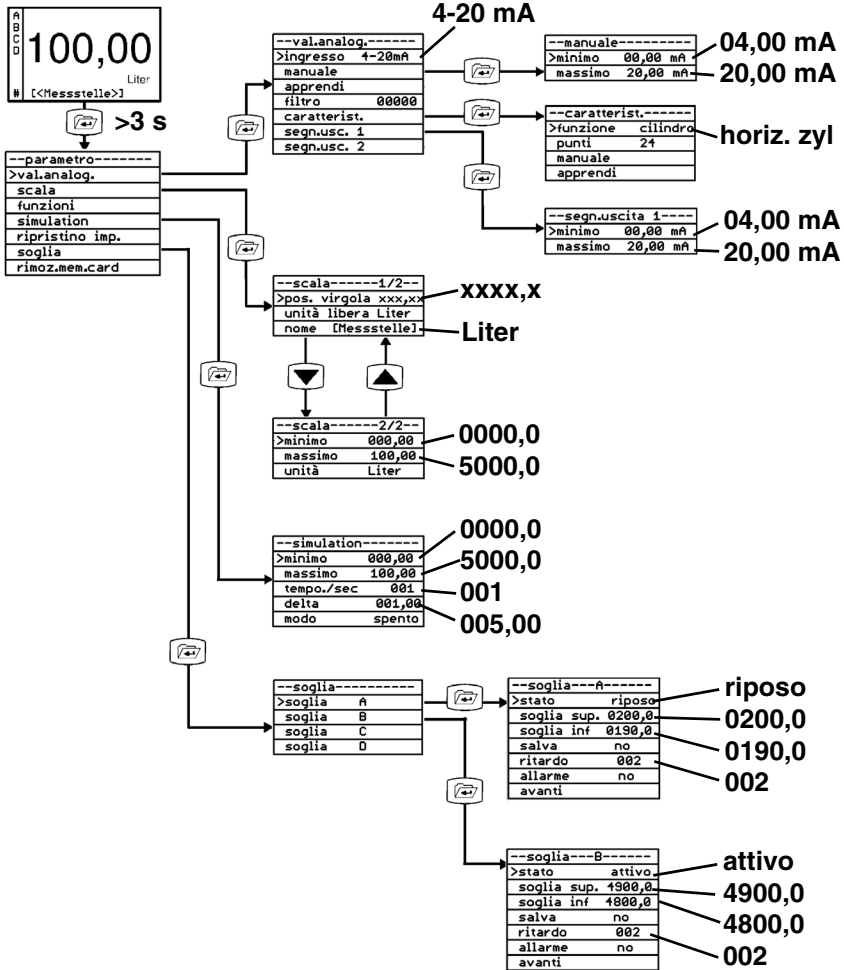 A
B
C
D
#
100,00
Liter
[<Messstelle>]
>3 s
--parametro-------
>val.analog.
scala
funzioni
simulation
ripristino imp.
soglia
rimoz.mem.card
4-20 mA
--val.analog.------
>ingresso 4-20mA
manuale
apprendi
filtro 00000
caratterist.
segn.usc. 1
segn.usc. 2
--manuale----------
>minimo 00,00 mA
massimo 20,00 mA
04,00 mA
20,00 mA
--caratterist.-----
>funzione cilindro
punti 24
manuale
apprendi
horiz. zyl
--segn.uscita 1----
>minimo 00,00 mA
massimo 20,00 mA
04,00 mA
20,00 mA
--scala------1/2--
>pos. virgola xxx,xx
unità libera Liter
nome [Messstelle]
xxxx,x
Liter
--scala------2/2--
>minimo 000,00
massimo 100,00
unità Liter
0000,0
5000,0
--simulation-------
>minimo 000,00
massimo 100,00
tempo./sec 001
delta 001,00
modo spento
0000,0
5000,0
001
005,00
--soglia----------
>soglia A
soglia B
soglia C
soglia D
--soglia---A------
>stato riposo
soglia sup. 0200,0
soglia inf 0190,0
salva no
ritardo 002
allarme no
avanti
riposo
0200,0
0190,0
002
--soglia---B------
>stato attivo
soglia sup. 4900,0
soglia inf 4800,0
salva no
ritardo 002
allarme no
avanti
attivo
4900,0
4800,0
002